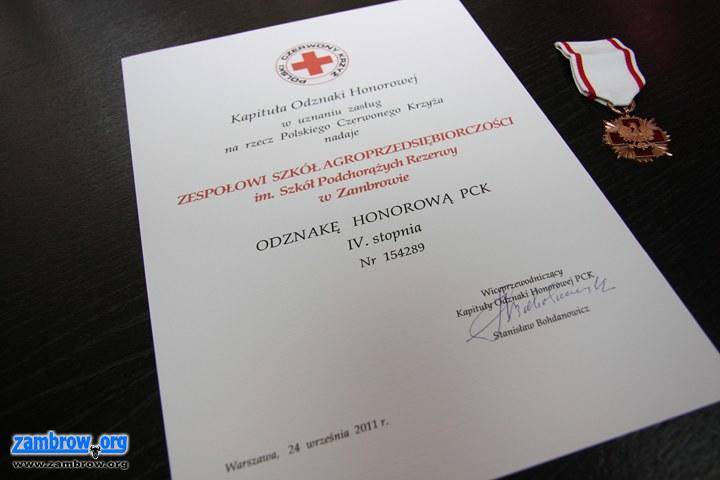 POLSKI CZERWONY KRZYŻ
Kapituła Odznaki Honorowej
w uznaniu zasług
na rzecz Polskiego Czerwonego Krzyża
nadaje
ZESPOŁOWI SZKÓŁ AGROPRZEDSIĘBIORCZOŚCI
im. Szkół Podchorążych Rezerwy
w Zambrowie
ODZNAKĘ HONOROWĄ PCK
IV. stopnia
Nr 154289
Wiceprzewodniczący
Kapituły Odznaki Honorowej PCK
Stanisław Bohdanowicz
Warszawa, 24 września 2011 r.
zambrow.org
www.zambrow.org